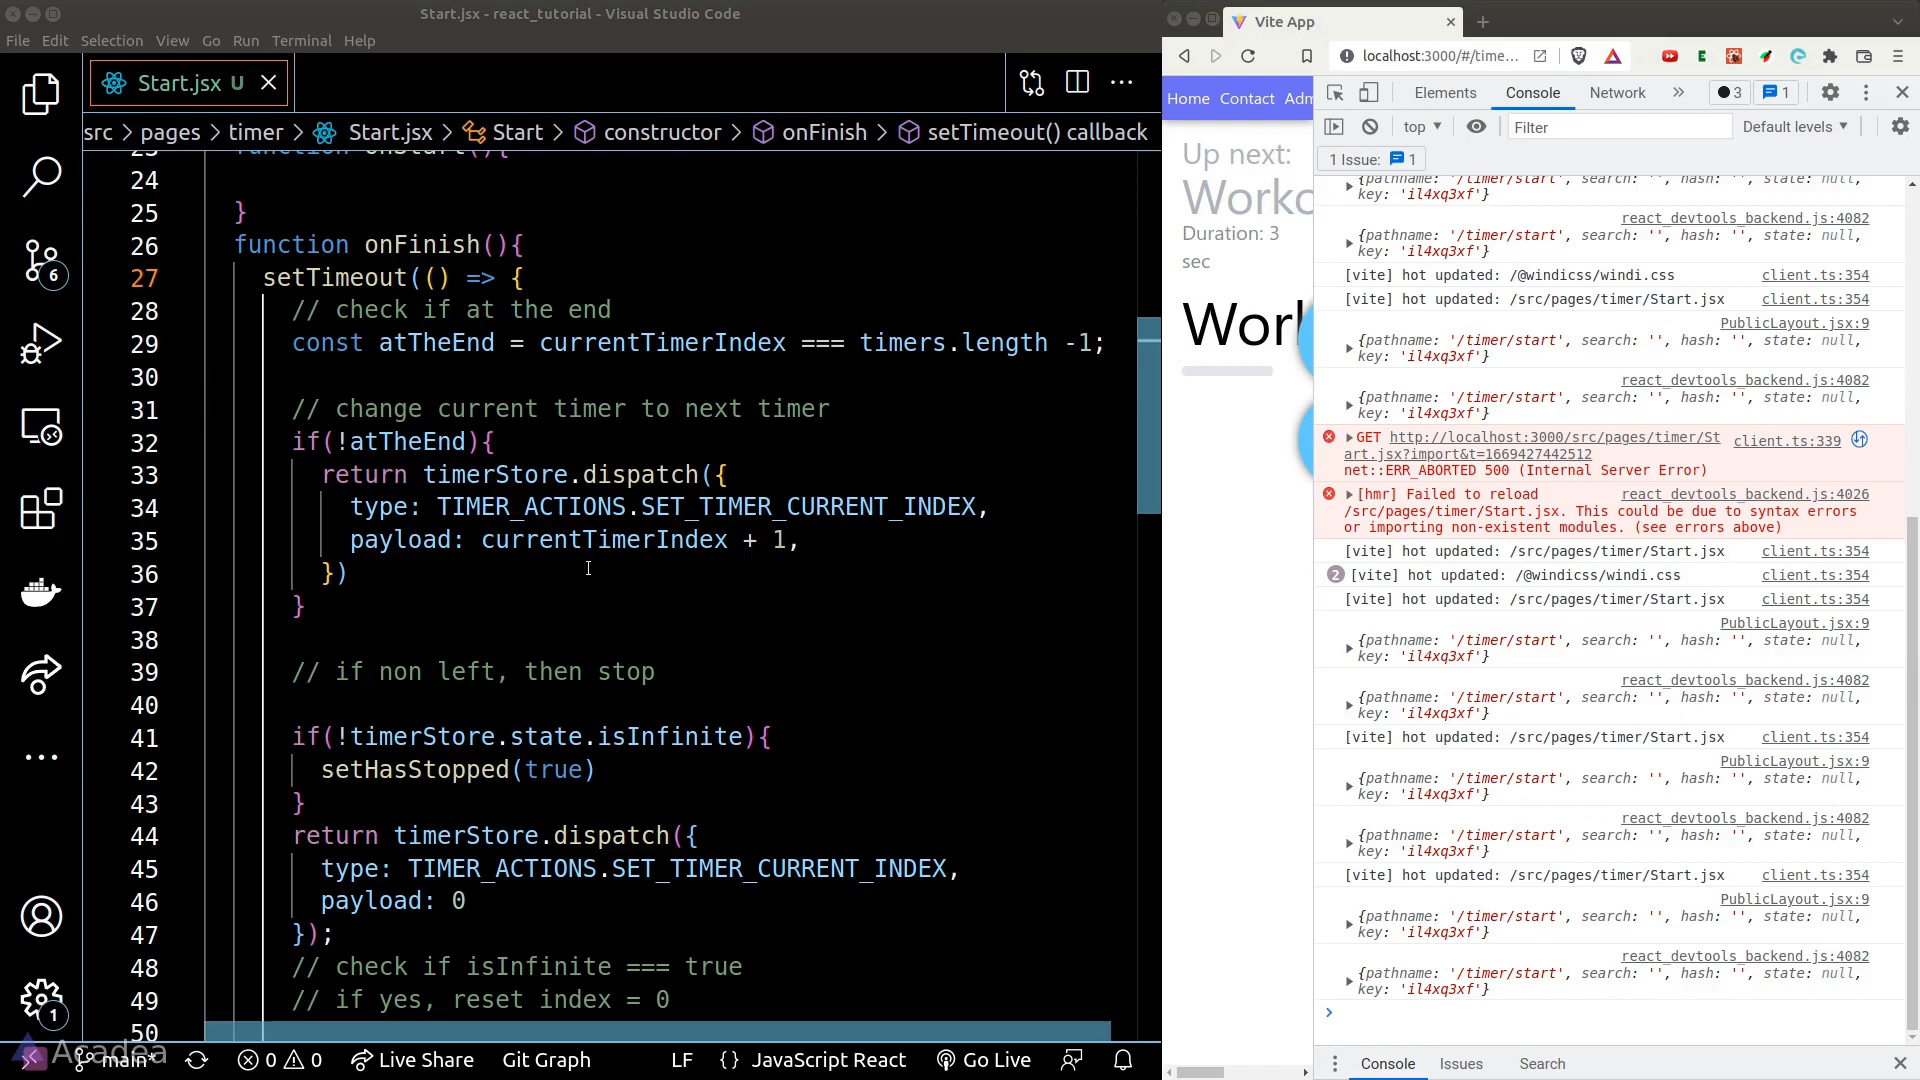 Start.jsx - react_tutorial - Visual Studio Code
File Edit Selection View Go Run Terminal Help
Start.jsx U
src > pages > timer > Start.jsx > Start > constructor > onFinish > setTimeout() callback
23 function onStart(){
24
25 }
26 function onFinish(){
27 setTimeout(() => {
28 // check if at the end
29 const atTheEnd = currentTimerIndex === timers.length -1;
30
31 // change current timer to next timer
32 if(!atTheEnd){
33 return timerStore.dispatch({
34 type: TIMER_ACTIONS.SET_TIMER_CURRENT_INDEX,
35 payload: currentTimerIndex + 1,
36 })
37 }
38
39 // if non left, then stop
40
41 if(!timerStore.state.isInfinite){
42 setHasStopped(true)
43 }
44 return timerStore.dispatch({
45 type: TIMER_ACTIONS.SET_TIMER_CURRENT_INDEX,
46 payload: 0
47 });
48 // check if isInfinite === true
49 // if yes, reset index = 0
50
6
1
Acadea
main* 0 0 Live Share Git Graph LF {} JavaScript React Go Live
Vite App
localhost:3000/#/time...
Home Contact Adm
Up next:
Worko
Duration: 3
sec
Work
Elements Console Network 3 1
top Filter Default levels
1 Issue: 1
{pathname: '/timer/start', search: '', hash: '', state: null,
key: 'il4xq3xf'}
react_devtools_backend.js:4082
{pathname: '/timer/start', search: '', hash: '', state: null,
key: 'il4xq3xf'}
[vite] hot updated: /@windicss/windi.css client.ts:354
[vite] hot updated: /src/pages/timer/Start.jsx client.ts:354
PublicLayout.jsx:9
{pathname: '/timer/start', search: '', hash: '', state: null,
key: 'il4xq3xf'}
react_devtools_backend.js:4082
{pathname: '/timer/start', search: '', hash: '', state: null,
key: 'il4xq3xf'}
GET http://localhost:3000/src/pages/timer/St client.ts:339
art.jsx?import&t=1669427442512
net::ERR_ABORTED 500 (Internal Server Error)
[hmr] Failed to reload react_devtools_backend.js:4026
/src/pages/timer/Start.jsx. This could be due to syntax errors
or importing non-existent modules. (see errors above)
[vite] hot updated: /src/pages/timer/Start.jsx client.ts:354
2 [vite] hot updated: /@windicss/windi.css client.ts:354
[vite] hot updated: /src/pages/timer/Start.jsx client.ts:354
PublicLayout.jsx:9
{pathname: '/timer/start', search: '', hash: '', state: null,
key: 'il4xq3xf'}
react_devtools_backend.js:4082
{pathname: '/timer/start', search: '', hash: '', state: null,
key: 'il4xq3xf'}
[vite] hot updated: /src/pages/timer/Start.jsx client.ts:354
PublicLayout.jsx:9
{pathname: '/timer/start', search: '', hash: '', state: null,
key: 'il4xq3xf'}
react_devtools_backend.js:4082
{pathname: '/timer/start', search: '', hash: '', state: null,
key: 'il4xq3xf'}
[vite] hot updated: /src/pages/timer/Start.jsx client.ts:354
PublicLayout.jsx:9
{pathname: '/timer/start', search: '', hash: '', state: null,
key: 'il4xq3xf'}
react_devtools_backend.js:4082
{pathname: '/timer/start', search: '', hash: '', state: null,
key: 'il4xq3xf'}
Console Issues Search